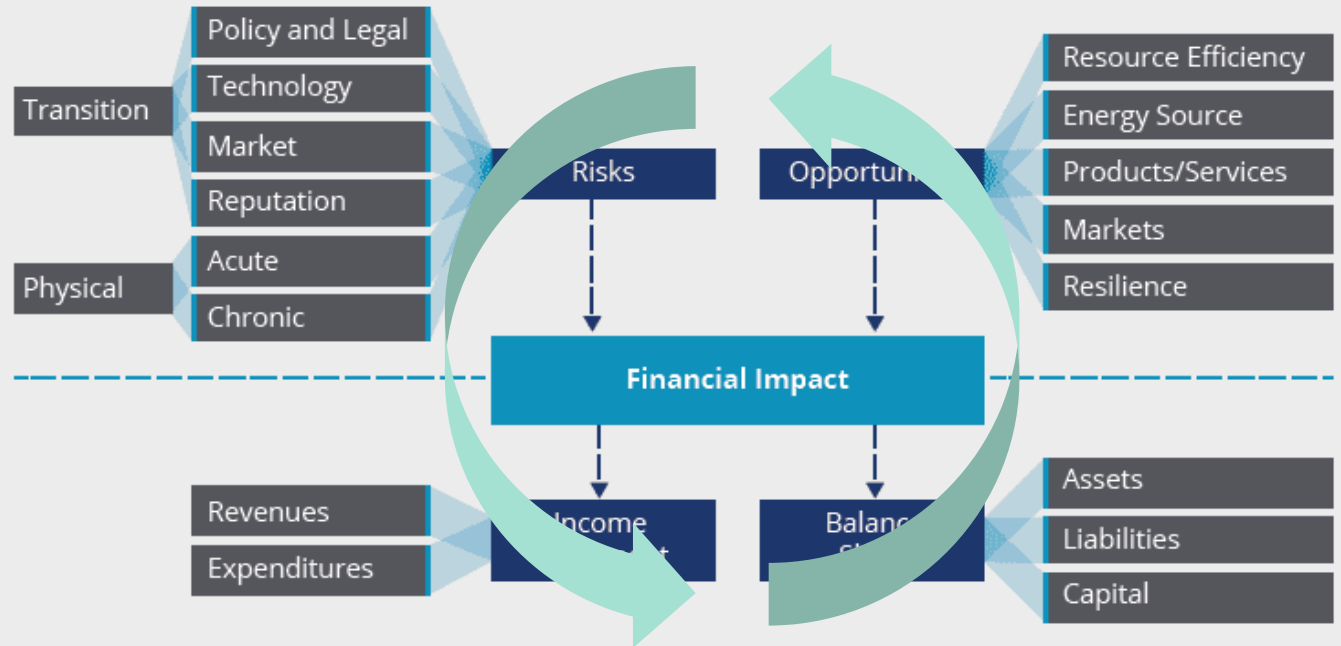 Policy and Legal
Technology
Transition
Market
Reputation
Acute
Physical
Chronic
Risks
Resource Efficiency
Energy Source
Products/Services
Markets
Resilience
Financial Impact
Revenues
Expenditures
Income
Assets
Liabilities
Capital